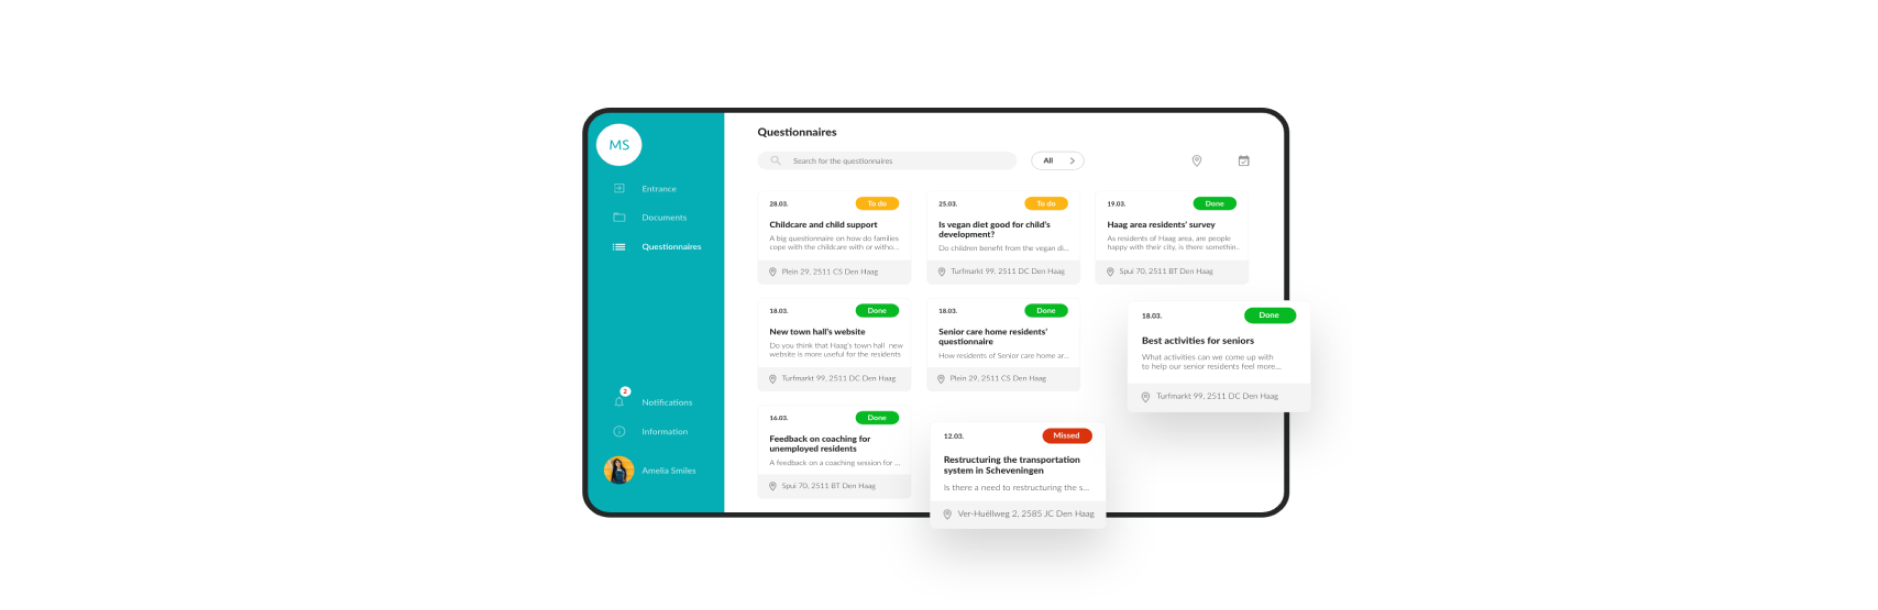 MS
Entrance
Documents
Questionnaires
2
Notifications
Information
Amelia Smiles
Questionnaires
Search for the questionnaires
All
28.03.
To do
Childcare and child support
A big questionnaire on how do families
cope with the childcare with or witho...
Plein 29, 2511 CS Den Haag
25.03.
To do
Is vegan diet good for child's
development?
Do children benefit from the vegan di...
Turfmarkt 99, 2511 DC Den Haag
19.03.
Done
Haag area residents' survey
As residents of Haag area, are people
happy with their city, is there somethin..
Spui 70, 2511 BT Den Haag
18.03.
Done
New town hall's website
Do you think that Haag's town hall new
website is more useful for the residents
Turfmarkt 99, 2511 DC Den Haag
18.03.
Done
Senior care home residents'
questionnaire
How residents of Senior care home ar...
Plein 29, 2511 CS Den Haag
18.03.
Done
Best activities for seniors
What activities can we come up with
to help our senior residents feel more...
Turfmarkt 99, 2511 DC Den Haag
16.03.
Done
Feedback on coaching for
unemployed residents
A feedback on a coaching session for ...
Spui 70, 2511 BT Den Haag
12.03.
Missed
Restructuring the transportation
system in Scheveningen
Is there a need to restructuring the s...
Ver-Huëllweg 2, 2585 JC Den Haag